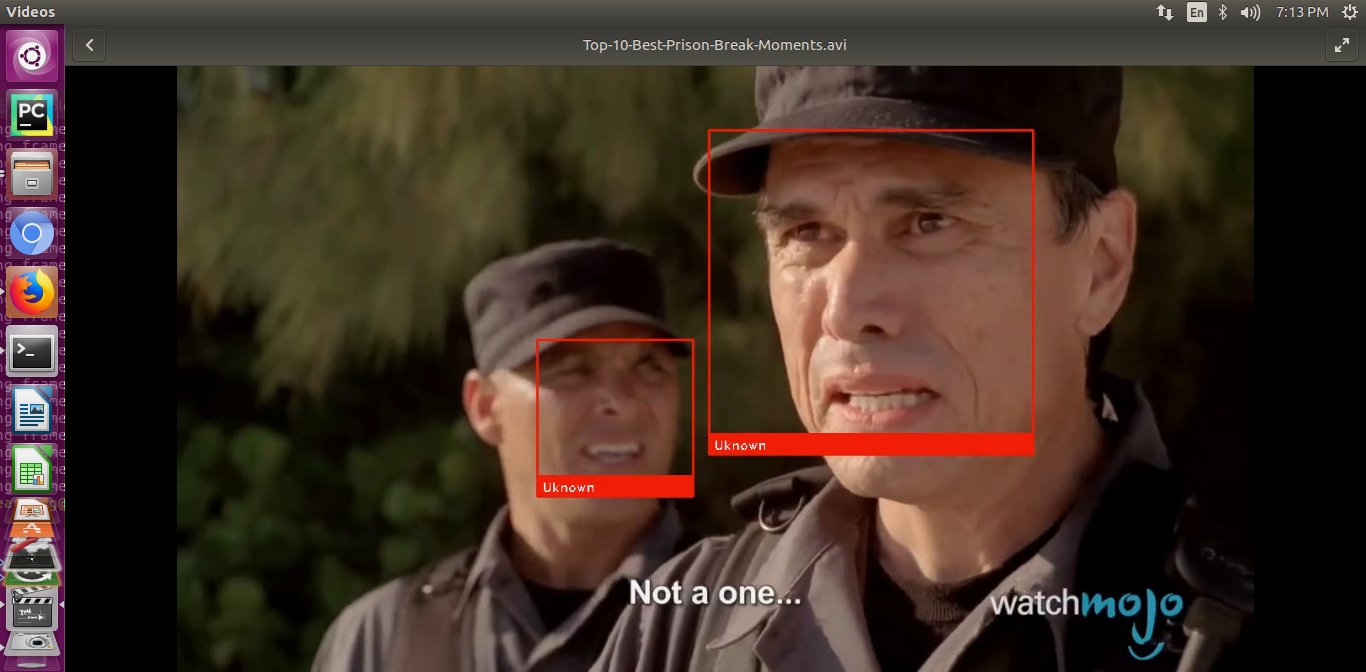 Videos
En
7:13 PM
Top-10-Best-Prison-Break-Moments.avi
PC
Uknown
Uknown
Not a one...
watchmojo